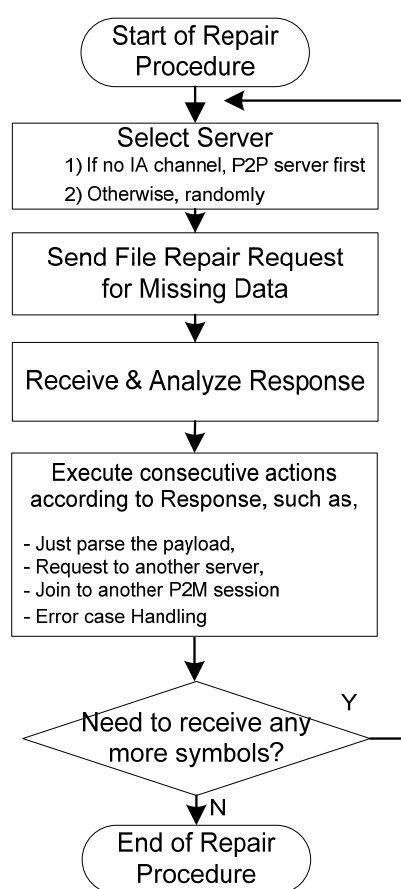 Start of Repair
Procedure
Select Server
1) If no IA channel, P2P server first
2) Otherwise, randomly
Send File Repair Request
for Missing Data
Receive & Analyze Response
Execute consecutive actions
according to Response, such as,
- Just parse the payload,
- Request to another server,
- Join to another P2M session
- Error case Handling
Need to receive any
more symbols?
Y
N
End of Repair
Procedure